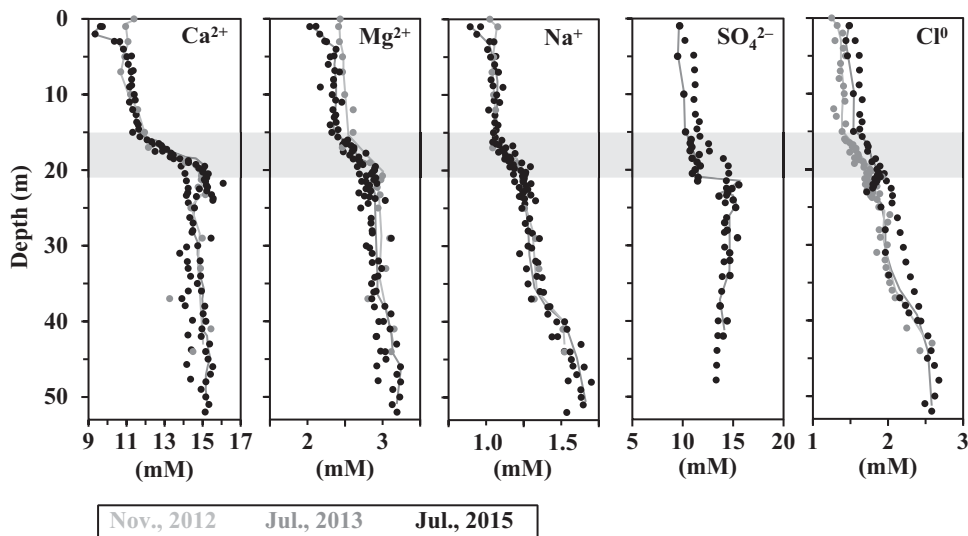 0
10
20
30
40
50
Depth (m)
Ca²⁺
Mg²⁺
Na⁺
SO₄²⁻
Cl⁰
9 11 13 15 17
2 3
1.0 1.5
5 10 15 20
1 2 3
(mM) (mM) (mM) (mM) (mM)
Nov., 2012 Jul., 2013 Jul., 2015